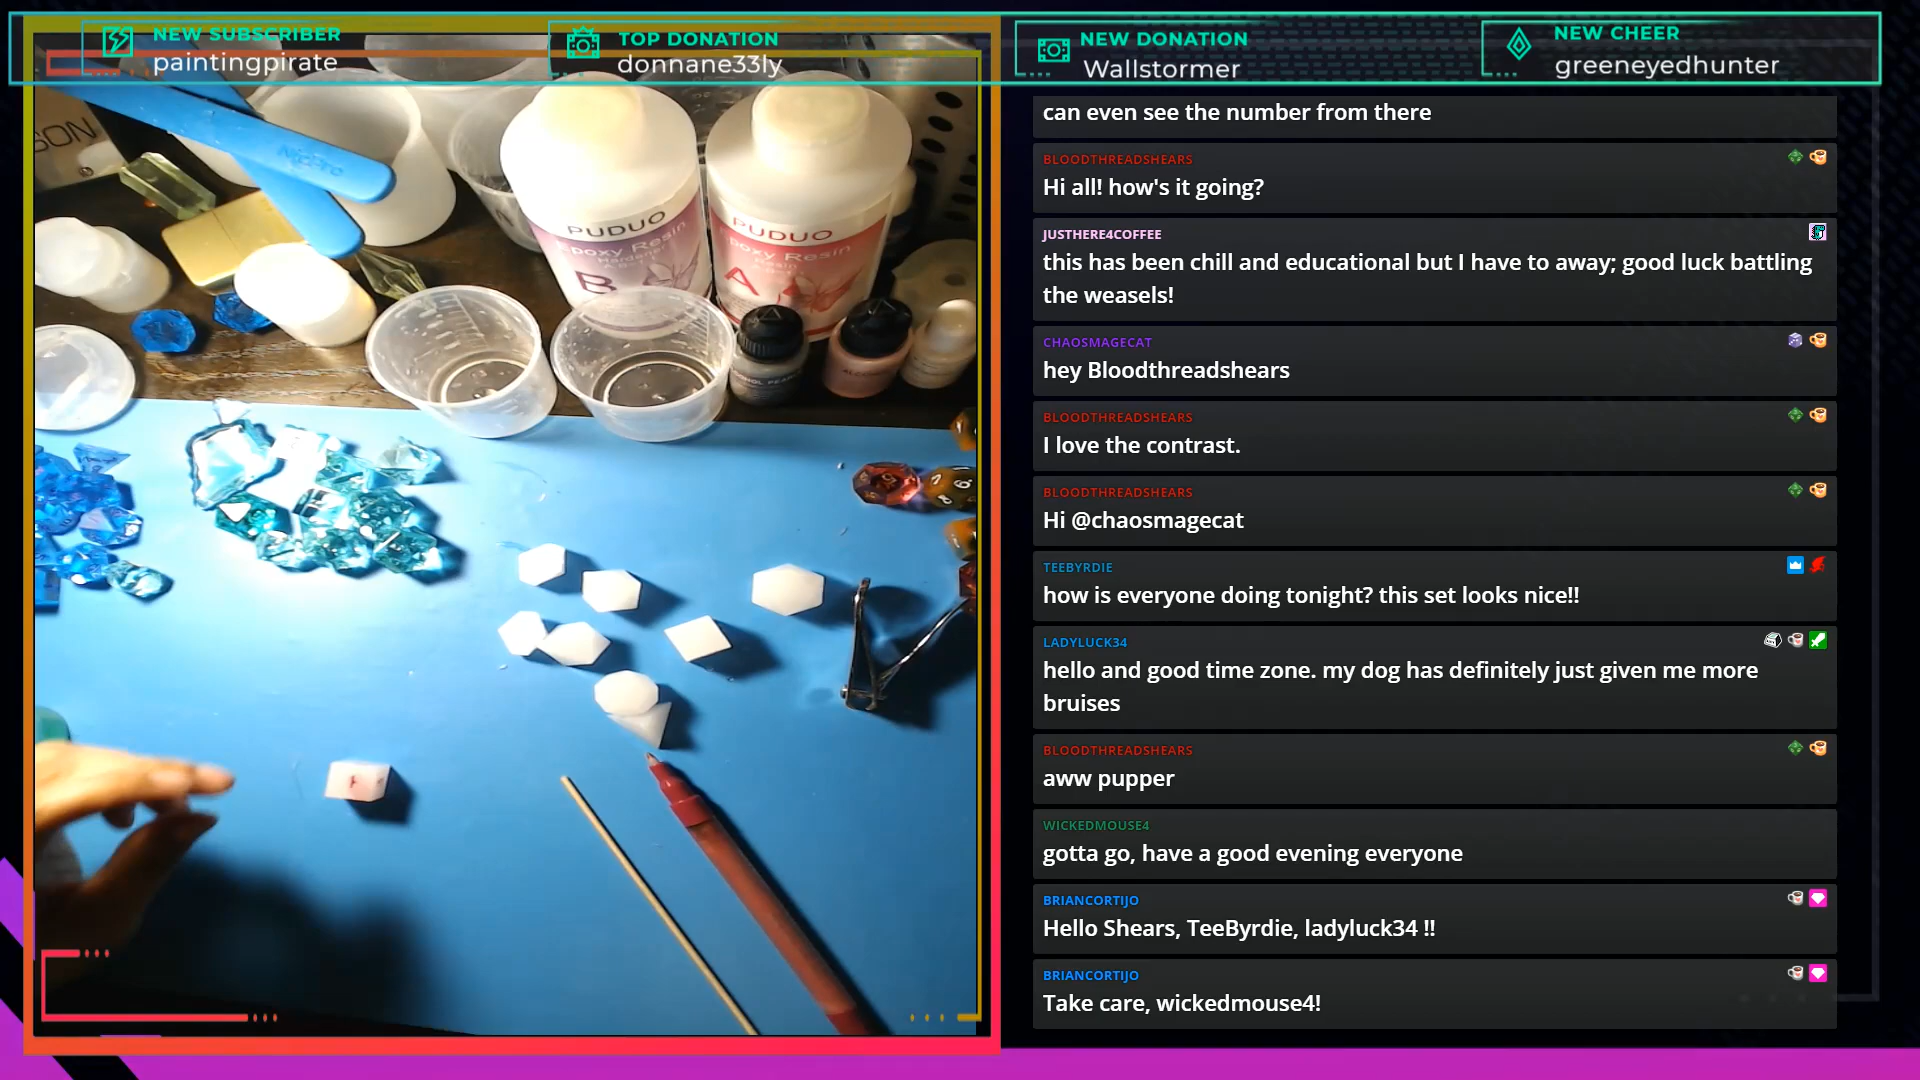 NEW SUBSCRIBER
paintingpirate
TOP DONATION
donnane33ly
NEW DONATION
Wallstormer
NEW CHEER
greeneyedhunter
PUDUO
Epoxy Resin
Hardener
B
PUDUO
Epoxy Resin
Resin
A
can even see the number from there
BLOODTHREADSHEARS
Hi all! how's it going?
JUSTHERE4COFFEE
this has been chill and educational but I have to away; good luck battling
the weasels!
CHAOSMAGECAT
hey Bloodthreadshears
BLOODTHREADSHEARS
I love the contrast.
BLOODTHREADSHEARS
Hi @chaosmagecat
TEEBYRDIE
how is everyone doing tonight? this set looks nice!!
LADYLUCK34
hello and good time zone. my dog has definitely just given me more
bruises
BLOODTHREADSHEARS
aww pupper
WICKEDMOUSE4
gotta go, have a good evening everyone
BRIANCORTIJO
Hello Shears, TeeByrdie, ladyluck34 !!
BRIANCORTIJO
Take care, wickedmouse4!